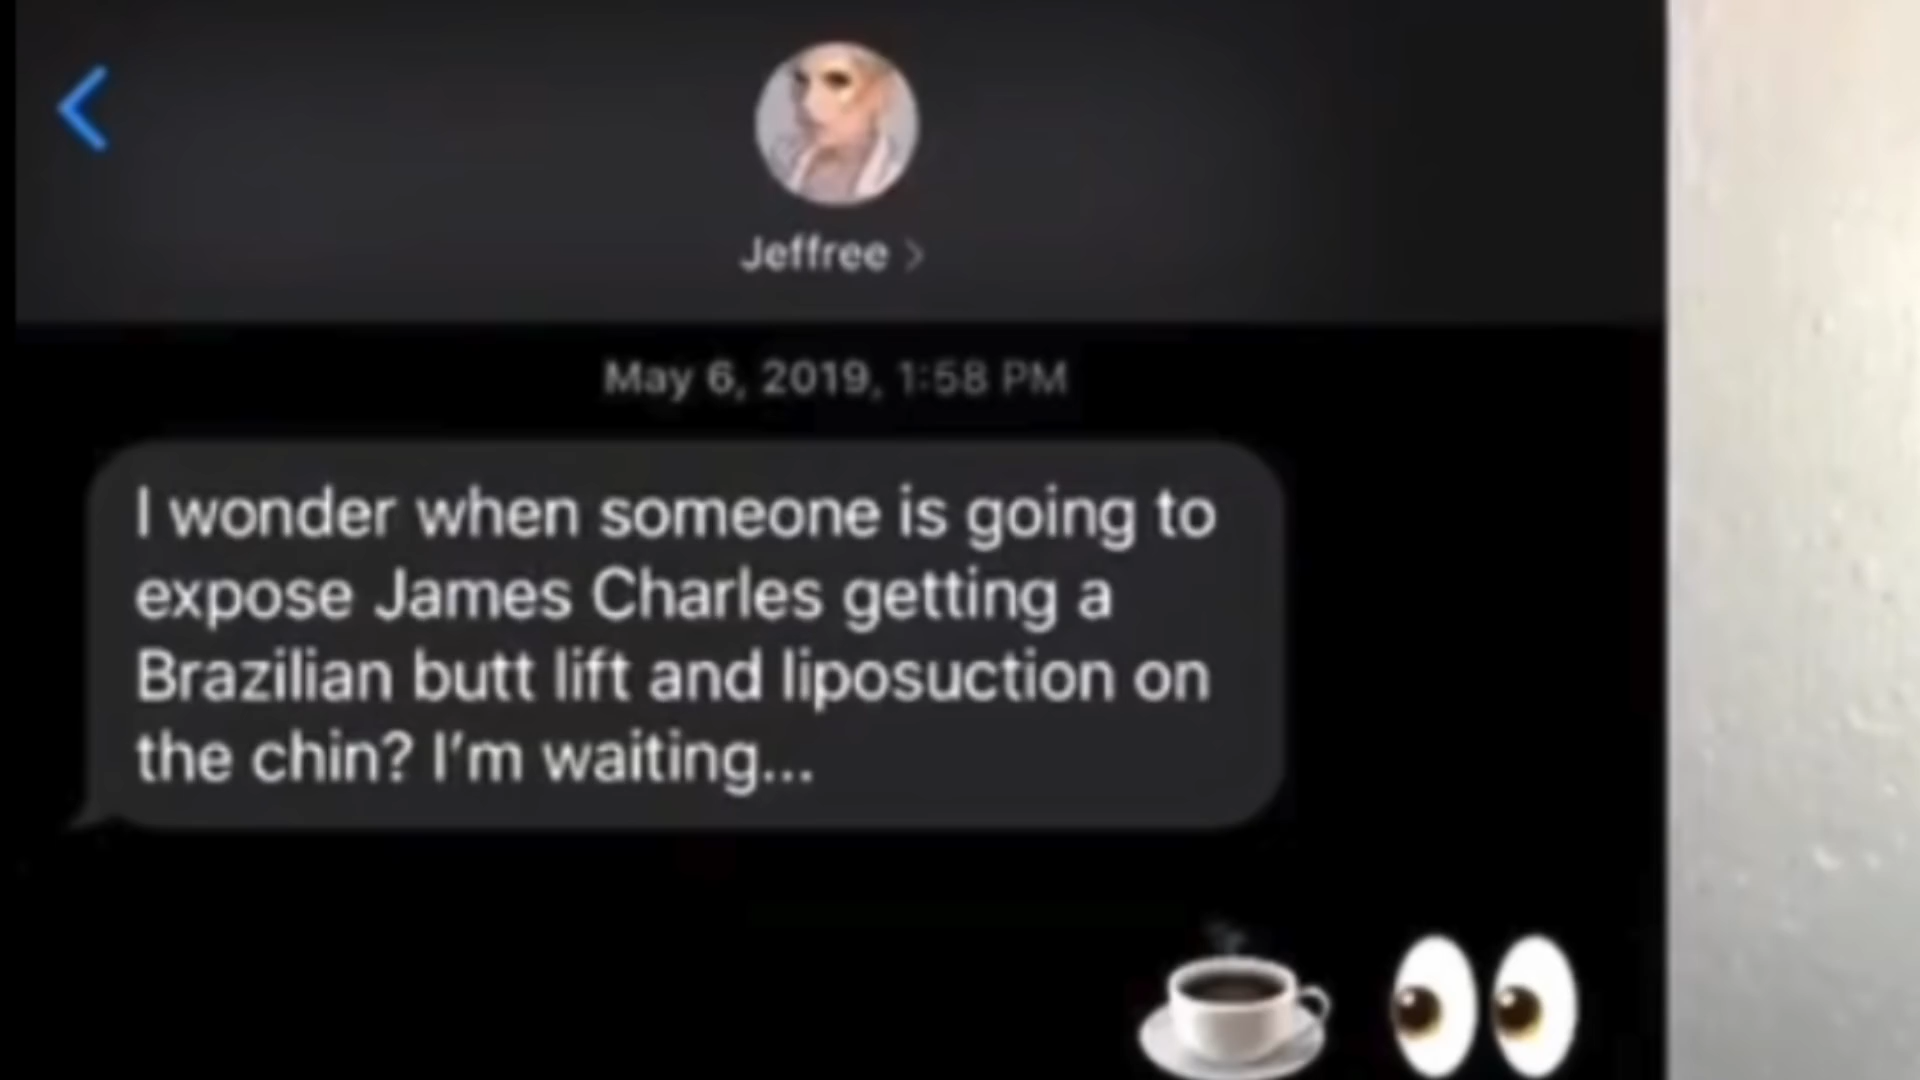 Jeffree >
May 6, 2019, 1:58 PM
I wonder when someone is going to
expose James Charles getting a
Brazilian butt lift and liposuction on
the chin? I'm waiting...
☕ 👀